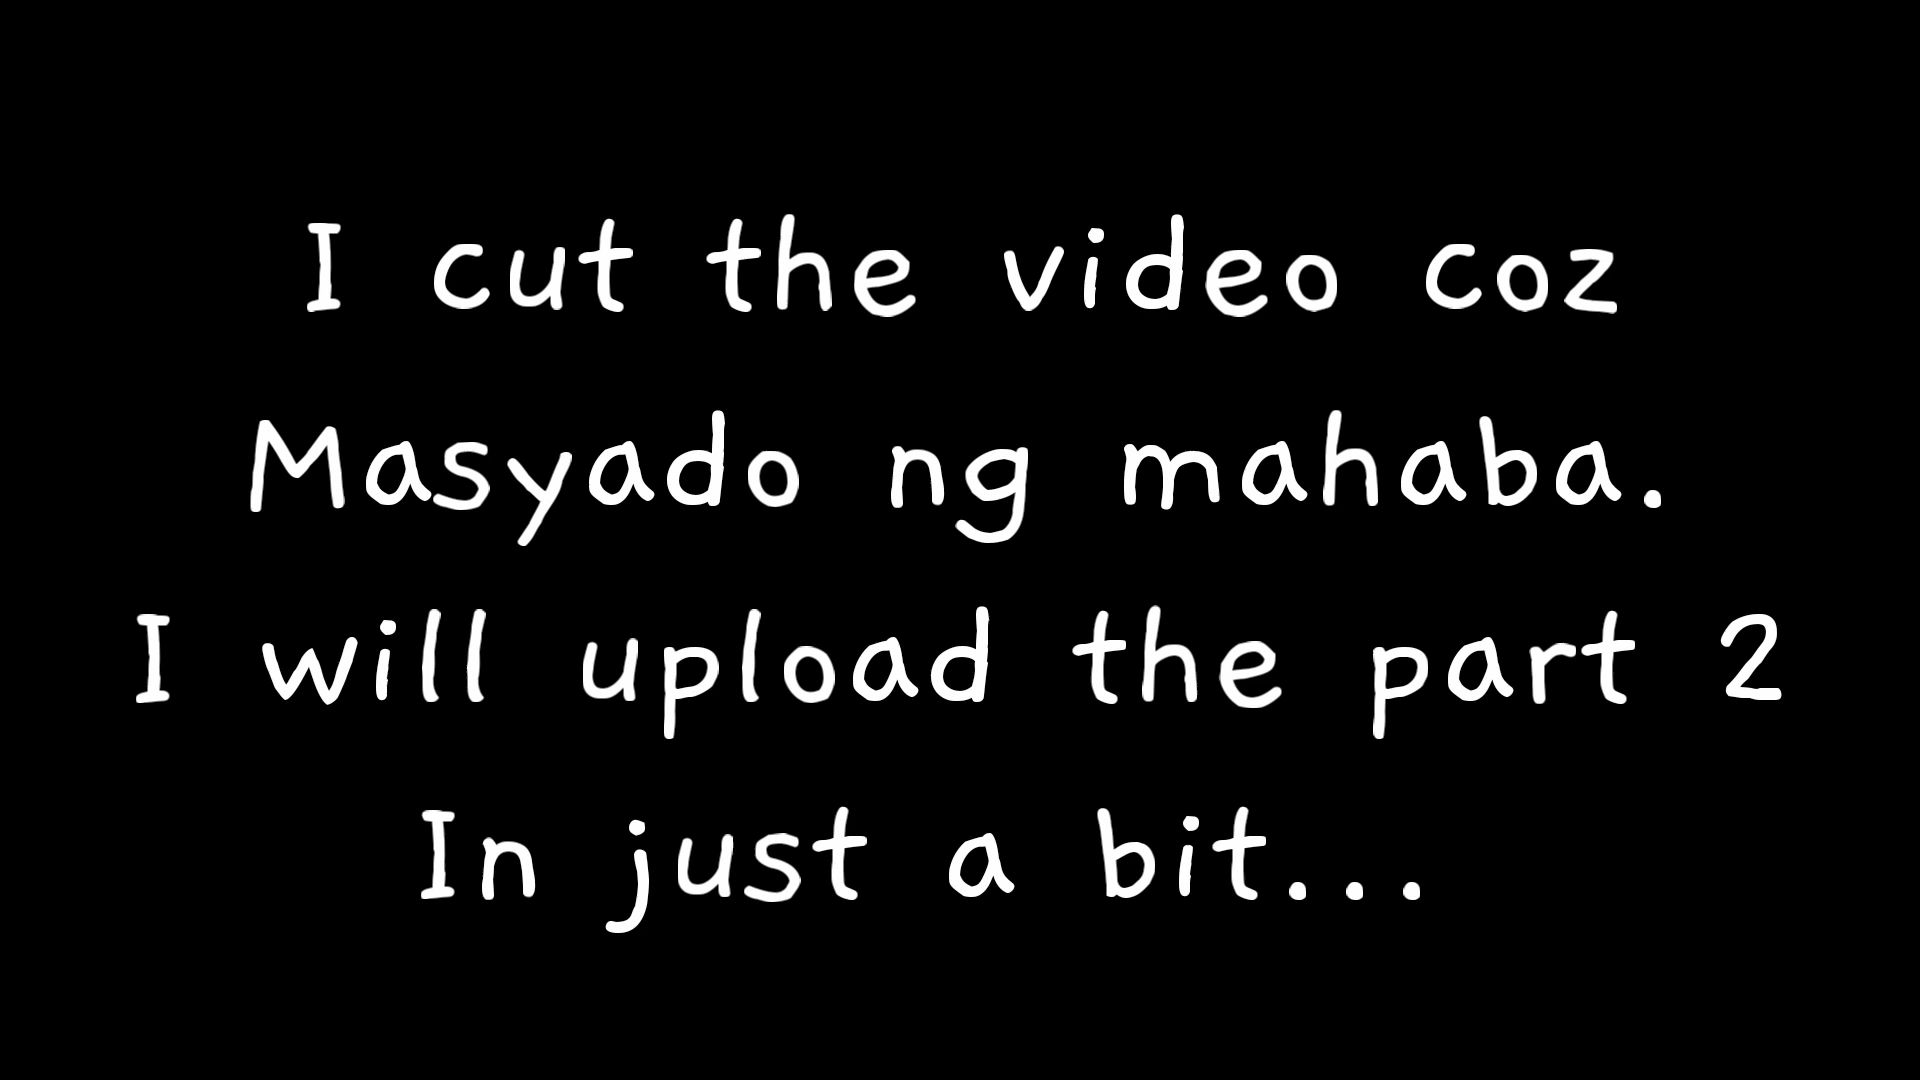 I cut the video coz
Masyado ng mahaba.
I will upload the part 2
In just a bit...